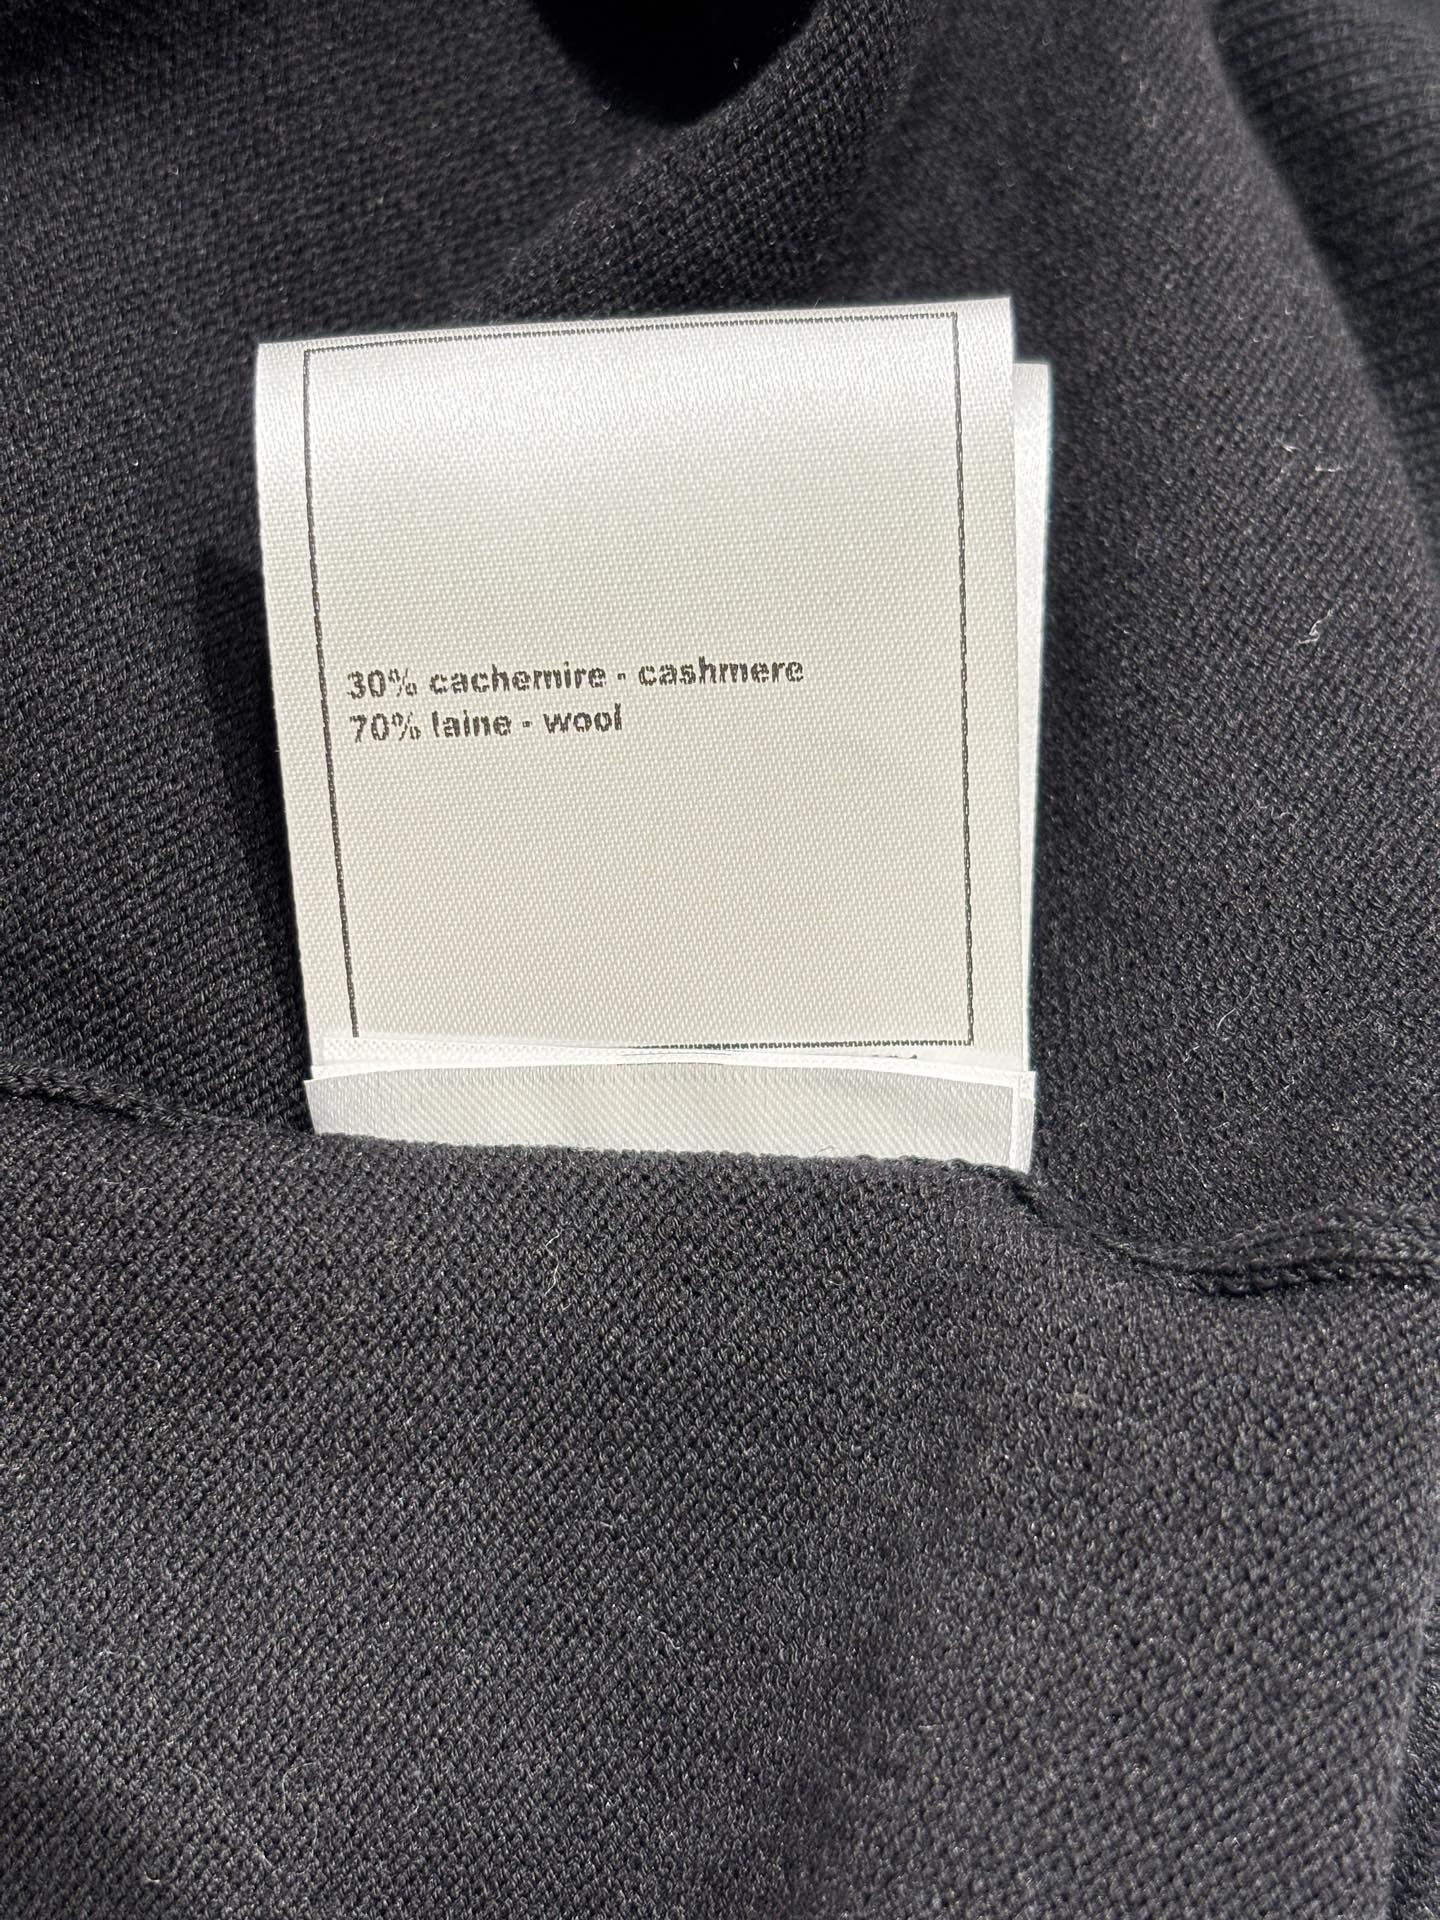 30% cachemire - cashmere
70% laine - wool